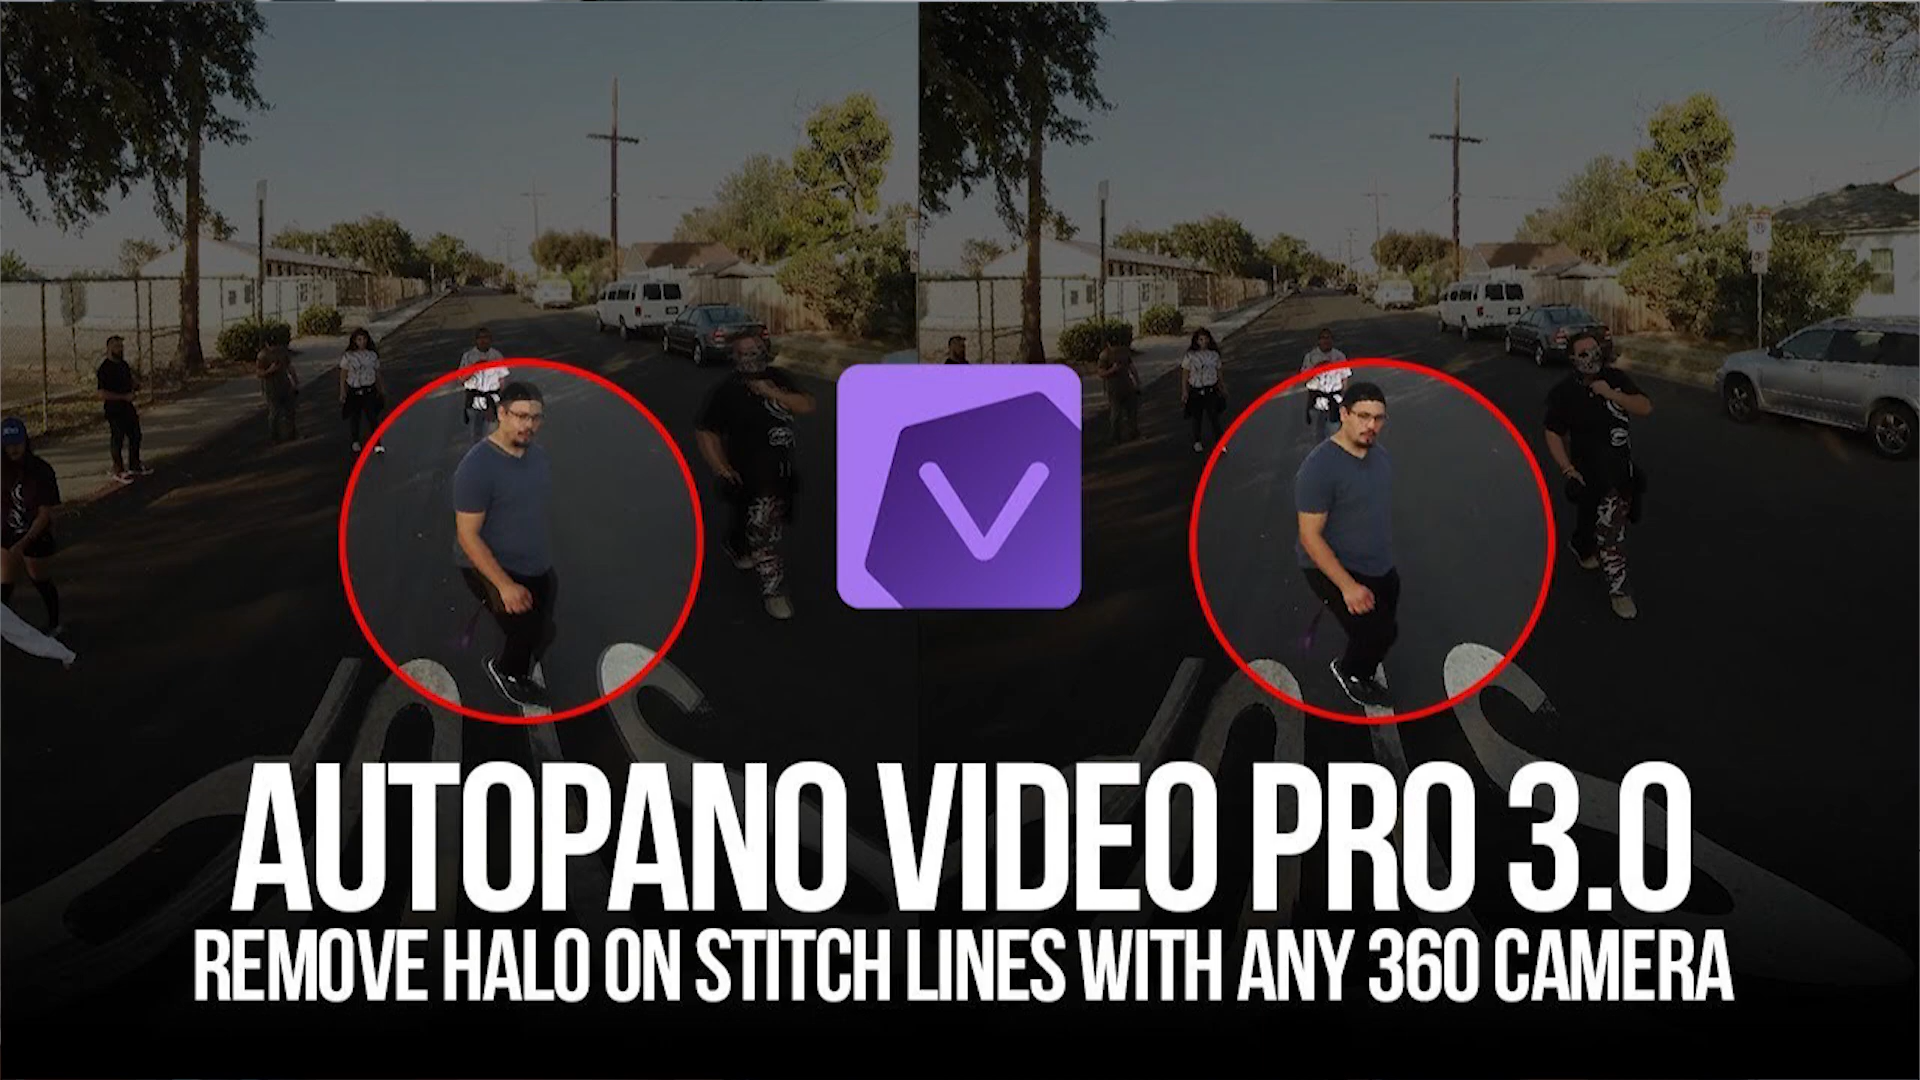 AUTOPANO VIDEO PRO 3.0
REMOVE HALO ON STITCH LINES WITH ANY 360 CAMERA